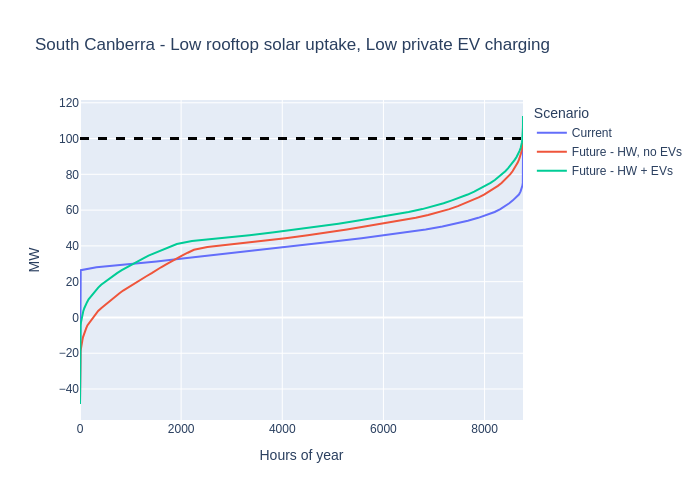 South Canberra - Low rooftop solar uptake, Low private EV charging
Scenario
Current
Future - HW, no EVs
Future - HW + EVs
MW
120
100
80
60
40
20
0
−20
−40
0 2000 4000 6000 8000
Hours of year